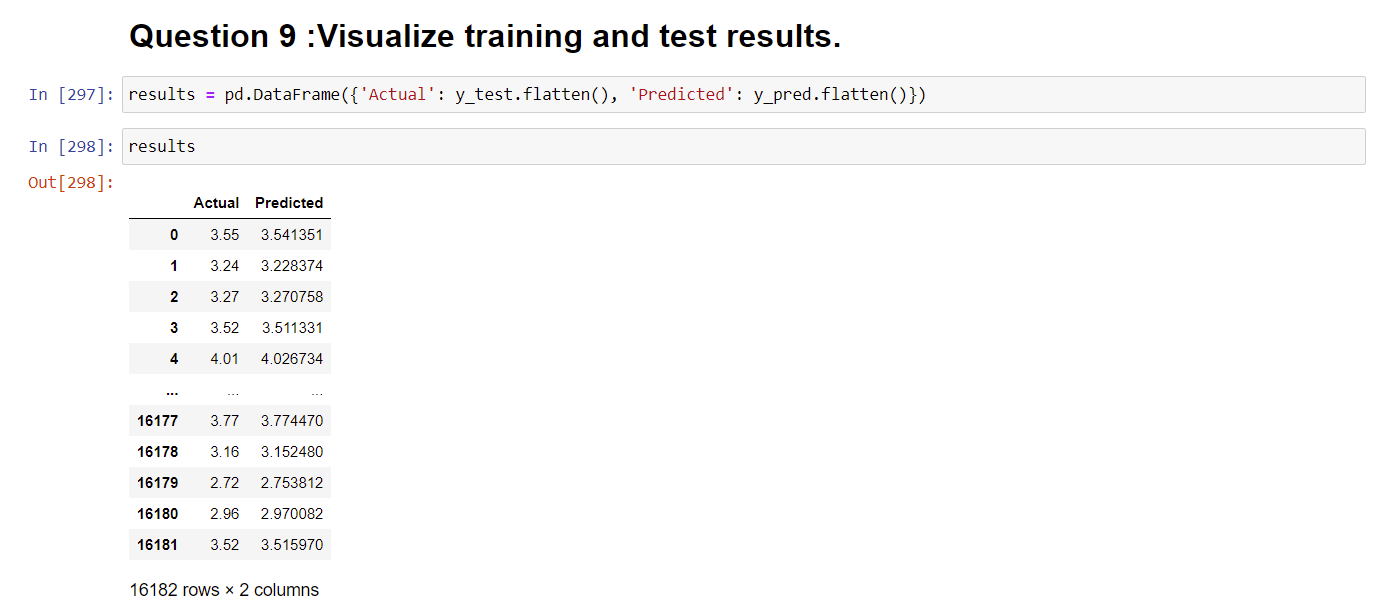 Question 9 :Visualize training and test results.
In [297]: results = pd.DataFrame({'Actual': y_test.flatten(), 'Predicted': y_pred.flatten()})
In [298]: results
Out[298]:
Actual Predicted
0 3.55 3.541351
1 3.24 3.228374
2 3.27 3.270758
3 3.52 3.511331
4 4.01 4.026734
... ... ...
16177 3.77 3.774470
16178 3.16 3.152480
16179 2.72 2.753812
16180 2.96 2.970082
16181 3.52 3.515970
16182 rows × 2 columns